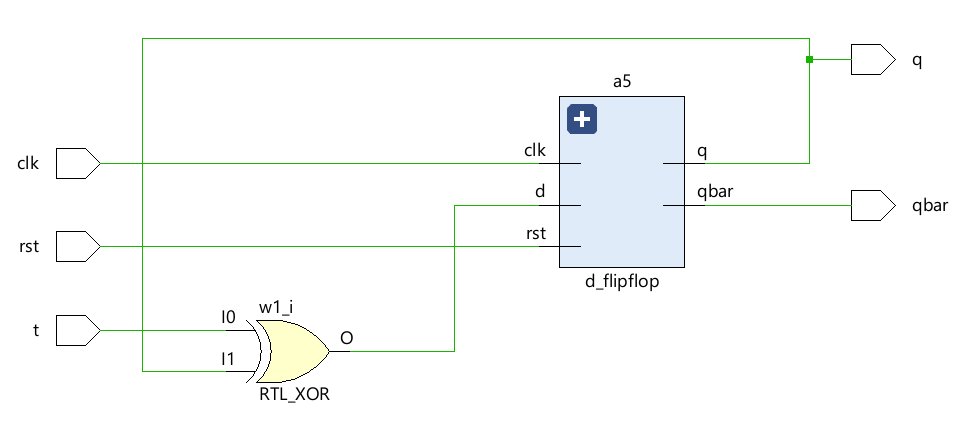 q
a5
clk
clk
q
d
qbar
qbar
rst
rst
d_flipflop
w1_i
I0
t
O
I1
RTL_XOR